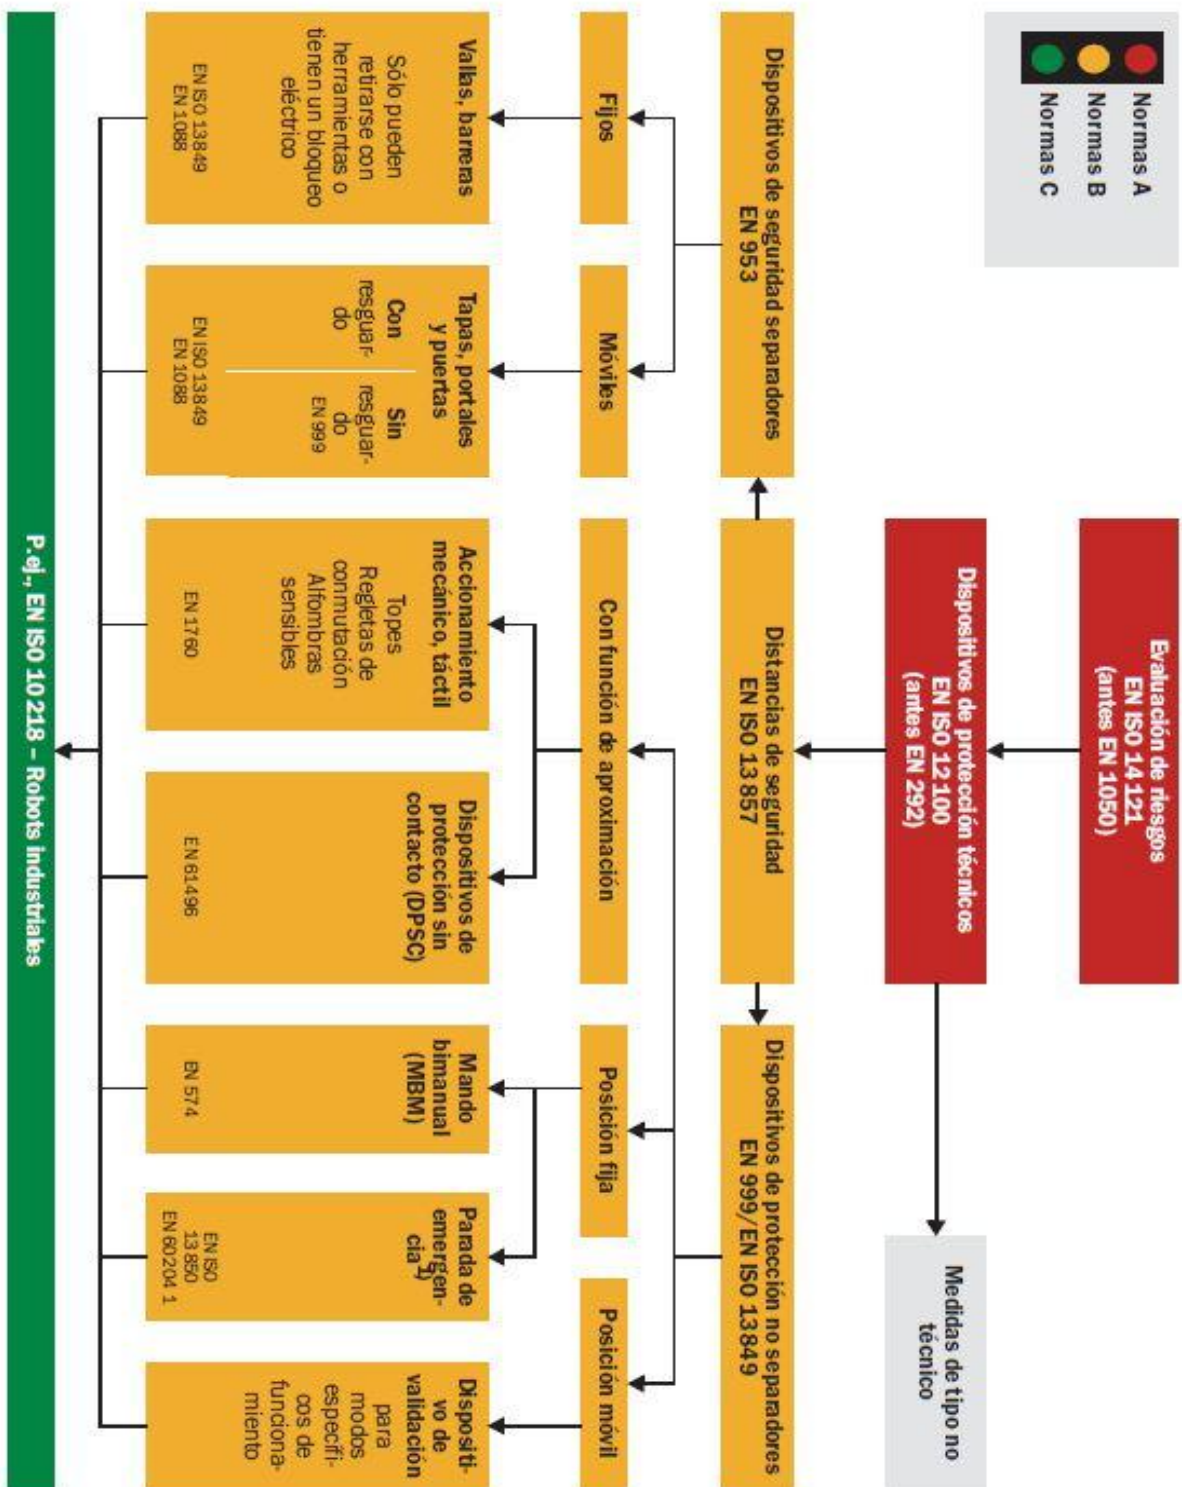 Normas A
Normas B
Normas C
Evaluación de riesgos
EN ISO 14 121
(antes EN 1050)
Dispositivos de protección técnicos
EN ISO 12 100
(antes EN 292)
Medidas de tipo no
técnico
Dispositivos de seguridad separadores
EN 953
Distancias de seguridad
EN ISO 13 857
Dispositivos de protección no separadores
EN 999/EN ISO 13 849
Fijos
Móviles
Con función de aproximación
Posición fija
Posición móvil
Vallas, barreras
Sólo pueden
retirarse con
herramientas o
tienen un bloqueo
eléctrico
EN ISO 13849
EN 1088
Tapas, portales
y puertas
Con
resguar-
do
Sin
resguar-
do
EN 999
EN ISO 13849
EN 1088
Accionamiento
mecánico, táctil
Topes
Regletas de
conmutación
Alfombras
sensibles
EN 1760
Dispositivos de
protección sin
contacto (DPSC)
EN 61496
Mando
bimanual
(MBM)
EN 574
Parada de
emergen-
cia 1)
EN ISO
13 850
EN 60204 1
Dispositi-
vo de
validación
para
modos
específi-
cos de
funciona-
miento
P.ej., EN ISO 10 218 – Robots industriales